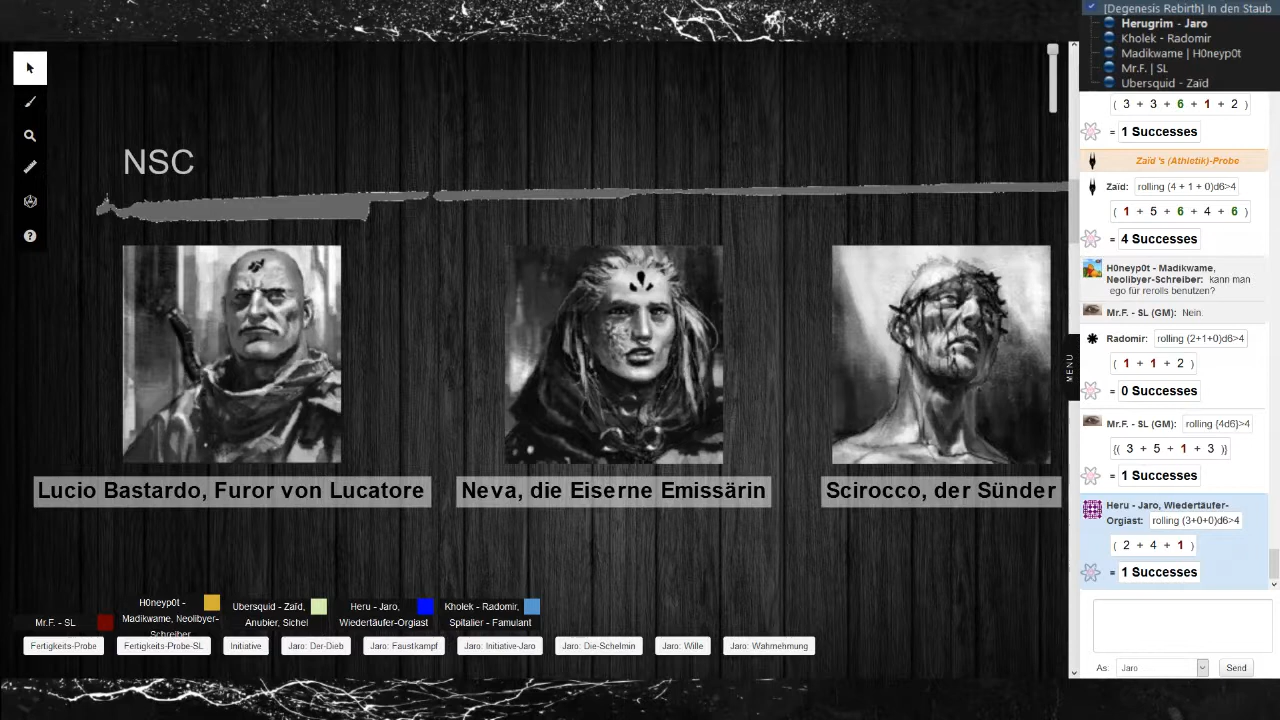 [Degenesis Rebirth] In den Staub
Herugrim - Jaro
Kholek - Radomir
Madikwame | H0neyp0t
Mr.F. | SL
Ubersquid - Zaïd
( 3 + 3 + 6 + 1 + 2 )
= 1 Successes
Zaïd 's (Athletik)-Probe
Zaïd: rolling (4 + 1 + 0)d6>4
( 1 + 5 + 6 + 4 + 6 )
= 4 Successes
H0neyp0t - Madikwame,
Neolibyer-Schreiber: kann man
ego für rerolls benutzen?
Mr.F. - SL (GM): Nein.
Radomir: rolling (2+1+0)d6>4
( 1 + 1 + 2 )
= 0 Successes
Mr.F. - SL (GM): rolling {4d6}>4
{( 3 + 5 + 1 + 3 )}
= 1 Successes
Heru - Jaro, Wiedertäufer-
Orgiast: rolling (3+0+0)d6>4
( 2 + 4 + 1 )
= 1 Successes
As: Jaro Send
MENU
NSC
Lucio Bastardo, Furor von Lucatore
Neva, die Eiserne Emissärin
Scirocco, der Sünder
Mr.F. - SL
H0neyp0t -
Madikwame, Neolibyer-
Schreiber
Ubersquid - Zaïd,
Anubier, Sichel
Heru - Jaro,
Wiedertäufer-Orgiast
Kholek - Radomir,
Spitalier - Famulant
Fertigkeits-Probe
Fertigkeits-Probe-SL
Initiative
Jaro: Der-Dieb
Jaro: Faustkampf
Jaro: Initiative-Jaro
Jaro: Die-Schelmin
Jaro: Wille
Jaro: Wahrnehmung